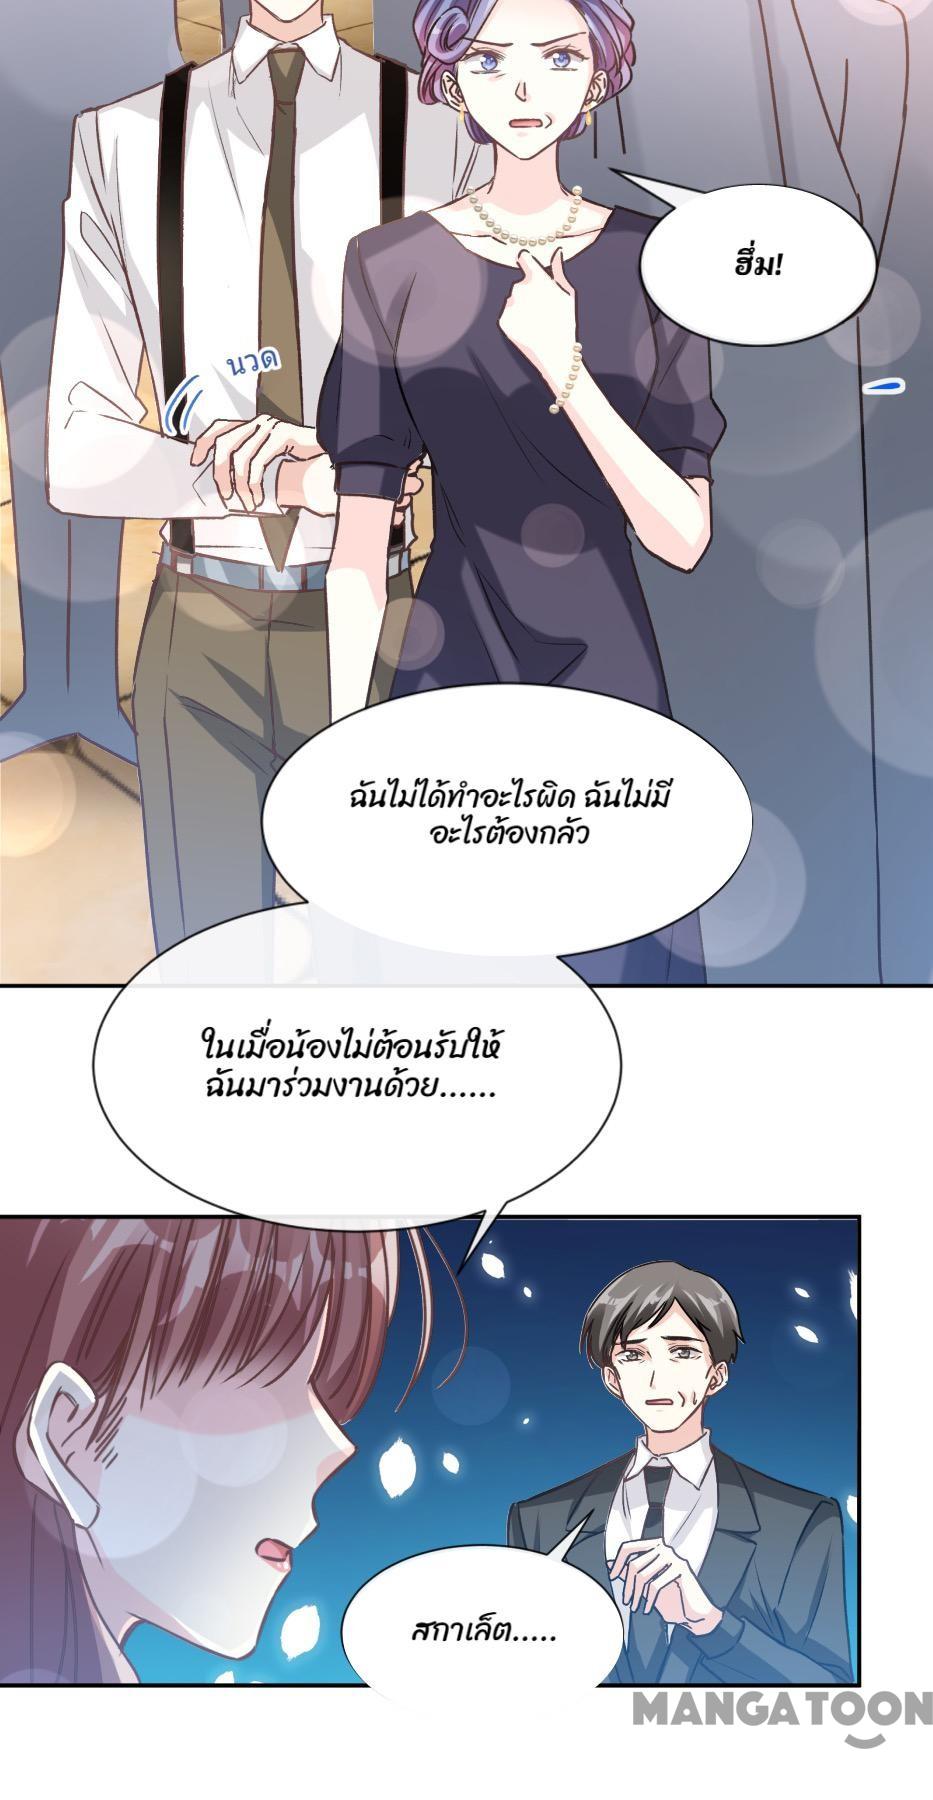 ฮึ่ม!
นวด
ฉันไม่ได้ทำอะไรผิด ฉันไม่มี
อะไรต้องกลัว
ในเมื่อน้องไม่ต้อนรับให้
ฉันมาร่วมงานด้วย......
สกาเล็ต.....
MANGATOON